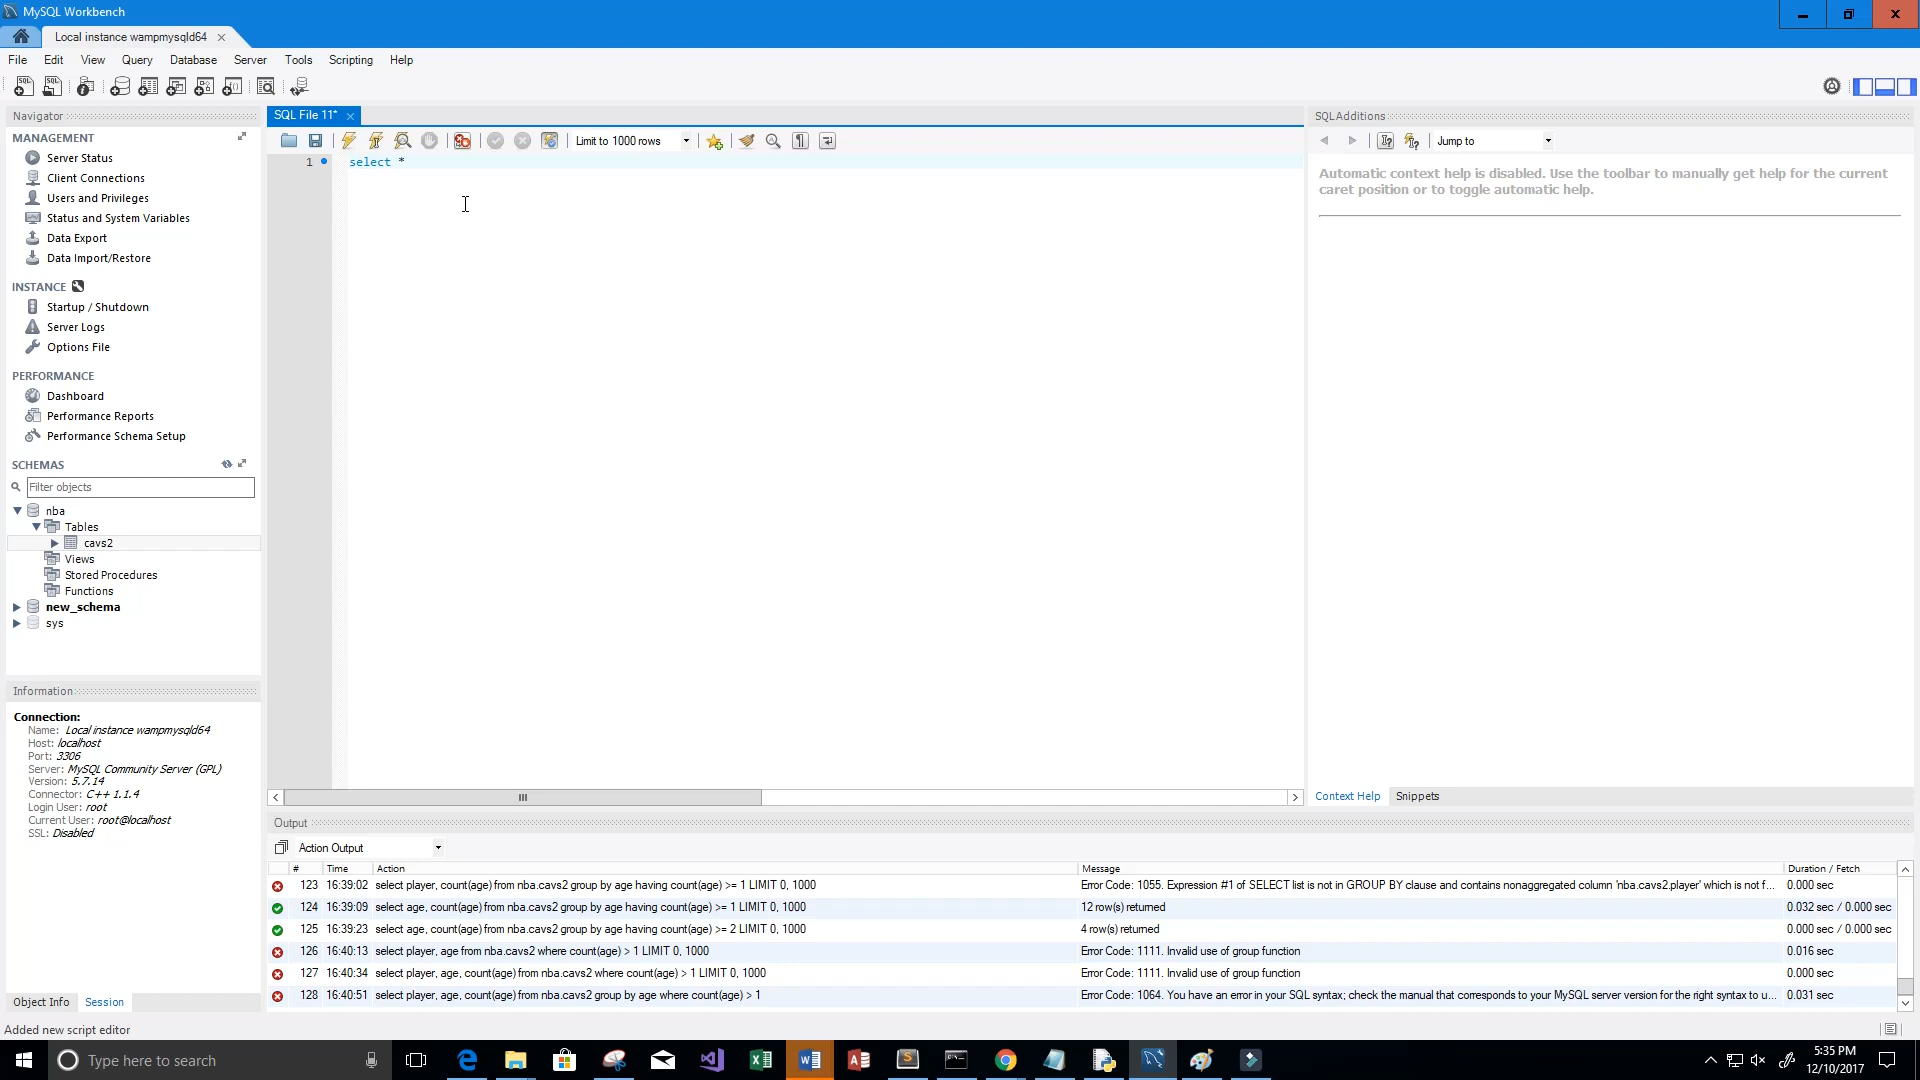 MySQL Workbench
Local instance wampmysqld64
File Edit View Query Database Server Tools Scripting Help
Navigator
MANAGEMENT
Server Status
Client Connections
Users and Privileges
Status and System Variables
Data Export
Data Import/Restore
INSTANCE
Startup / Shutdown
Server Logs
Options File
PERFORMANCE
Dashboard
Performance Reports
Performance Schema Setup
SCHEMAS
Filter objects
nba
Tables
cavs2
Views
Stored Procedures
Functions
new_schema
sys
Information
Connection:
Name: Local instance wampmysqld64
Host: localhost
Port: 3306
Server: MySQL Community Server (GPL)
Version: 5.7.14
Connector: C++ 1.1.4
Login User: root
Current User: root@localhost
SSL: Disabled
Object Info Session
SQL File 11*
Limit to 1000 rows
1 select *
SQLAdditions
Jump to
Automatic context help is disabled. Use the toolbar to manually get help for the current
caret position or to toggle automatic help.
Context Help Snippets
Output
Action Output
# Time Action Message Duration / Fetch
123 16:39:02 select player, count(age) from nba.cavs2 group by age having count(age) >= 1 LIMIT 0, 1000 Error Code: 1055. Expression #1 of SELECT list is not in GROUP BY clause and contains nonaggregated column 'nba.cavs2.player' which is not f... 0.000 sec
124 16:39:09 select age, count(age) from nba.cavs2 group by age having count(age) >= 1 LIMIT 0, 1000 12 row(s) returned 0.032 sec / 0.000 sec
125 16:39:23 select age, count(age) from nba.cavs2 group by age having count(age) >= 2 LIMIT 0, 1000 4 row(s) returned 0.000 sec / 0.000 sec
126 16:40:13 select player, age from nba.cavs2 where count(age) > 1 LIMIT 0, 1000 Error Code: 1111. Invalid use of group function 0.016 sec
127 16:40:34 select player, age, count(age) from nba.cavs2 where count(age) > 1 LIMIT 0, 1000 Error Code: 1111. Invalid use of group function 0.000 sec
128 16:40:51 select player, age, count(age) from nba.cavs2 group by age where count(age) > 1 Error Code: 1064. You have an error in your SQL syntax; check the manual that corresponds to your MySQL server version for the right syntax to u... 0.031 sec
Added new script editor
Type here to search
5:35 PM
12/10/2017